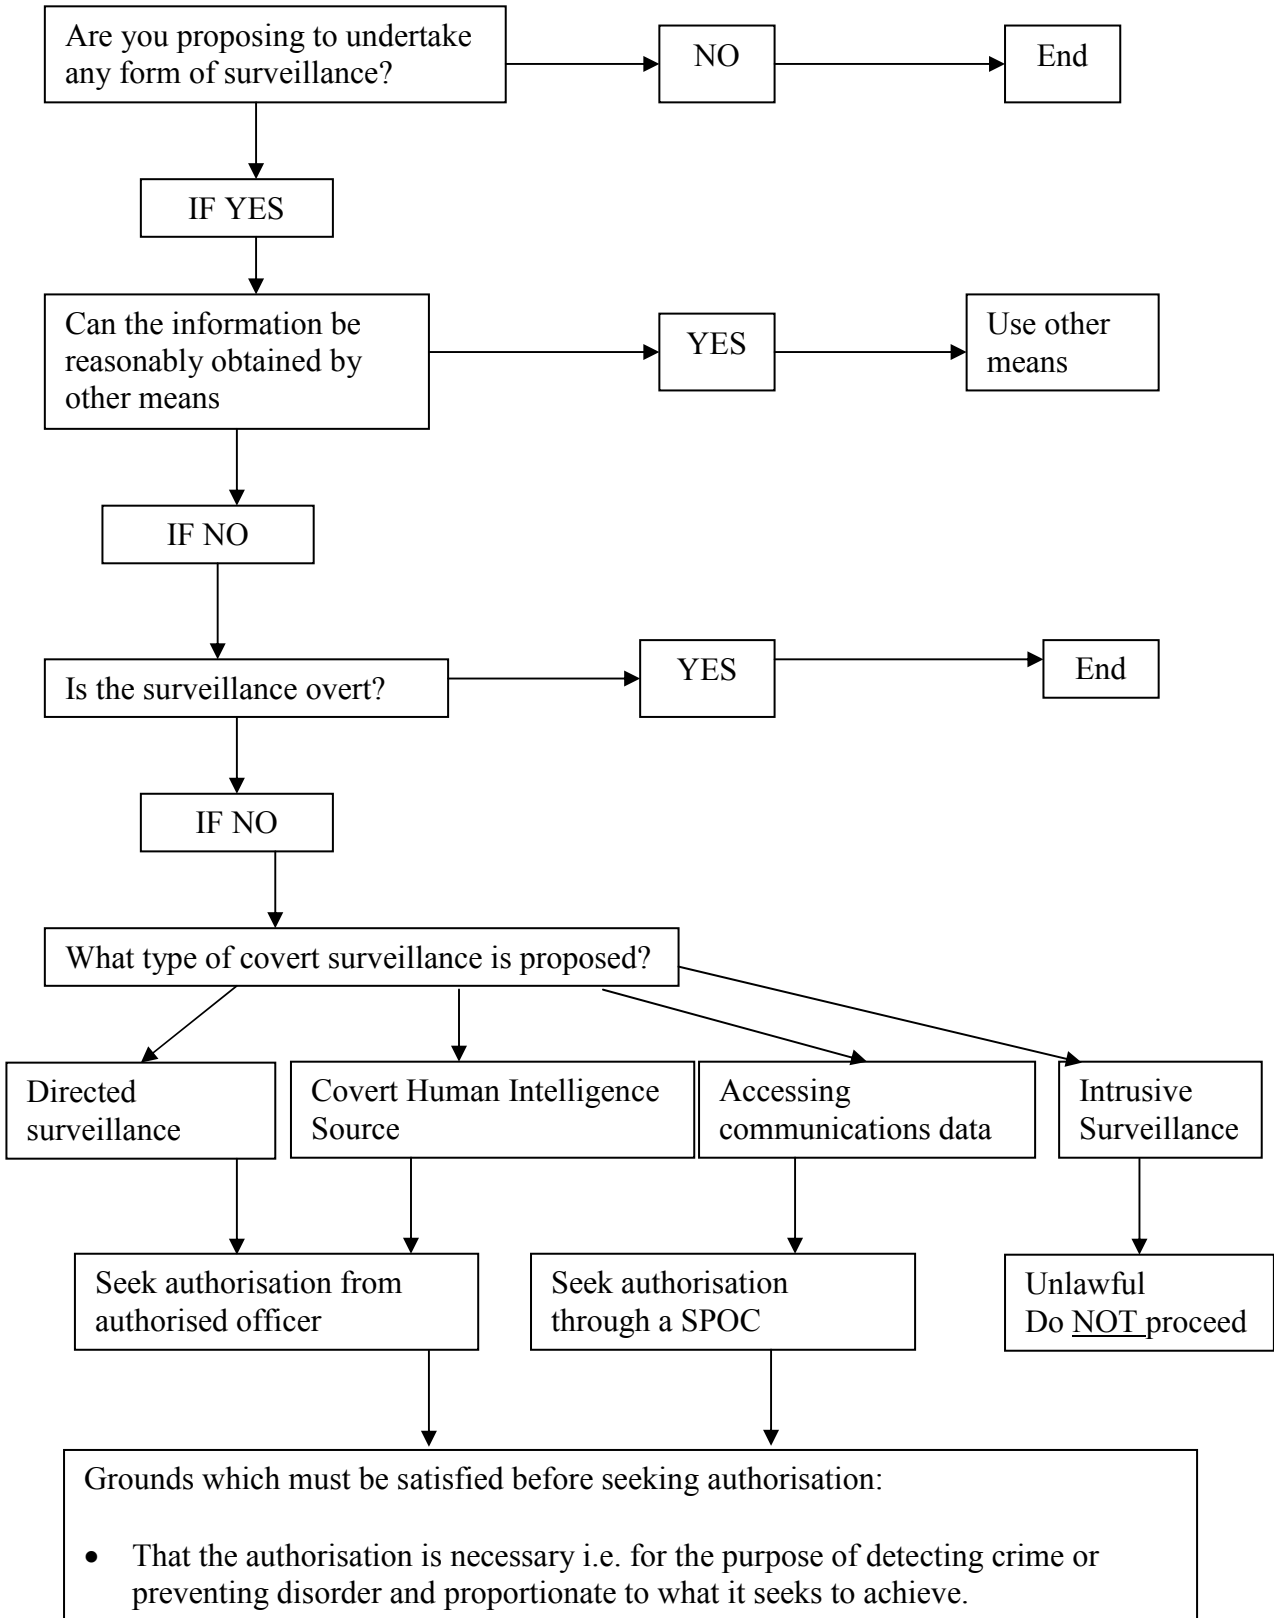 Are you proposing to undertake
any form of surveillance?
NO
End
IF YES
Can the information be
reasonably obtained by
other means
YES
Use other
means
IF NO
Is the surveillance overt?
YES
End
IF NO
What type of covert surveillance is proposed?
Directed
surveillance
Covert Human Intelligence
Source
Accessing
communications data
Intrusive
Surveillance
Seek authorisation from
authorised officer
Seek authorisation
through a SPOC
Unlawful
Do NOT proceed
Grounds which must be satisfied before seeking authorisation:
• That the authorisation is necessary i.e. for the purpose of detecting crime or
preventing disorder and proportionate to what it seeks to achieve.